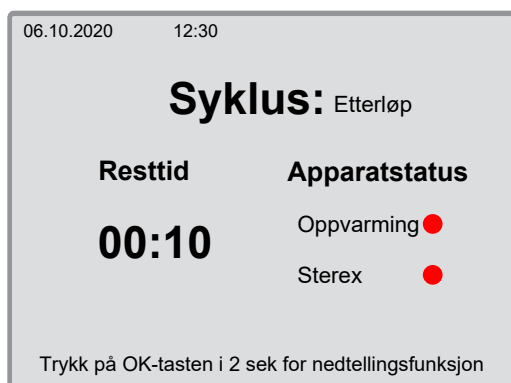 06.10.2020 12:30
Syklus: Etterløp
Resttid
00:10
Apparatstatus
Oppvarming
Sterex
Trykk på OK-tasten i 2 sek for nedtellingsfunksjon